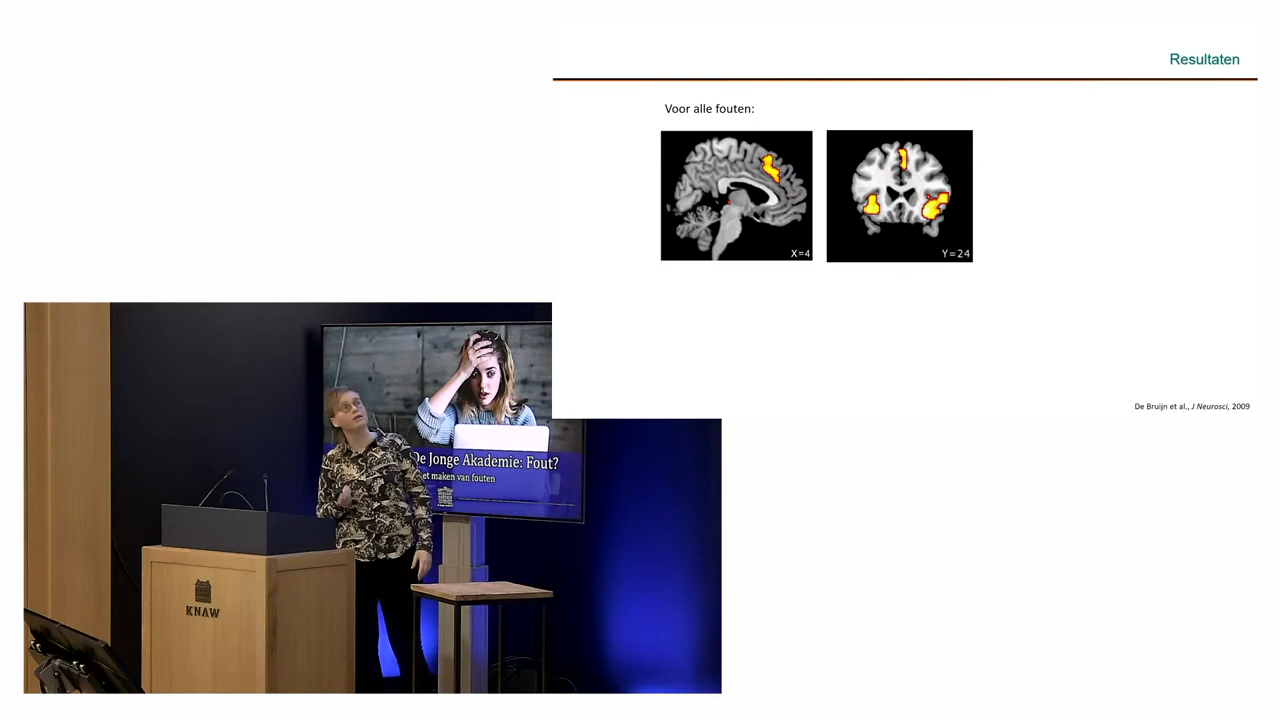 Resultaten
Voor alle fouten:
X=4
Y=24
De Bruijn et al., J Neurosci, 2009
De Jonge Akademie: Fout?
et maken van fouten
KNAW